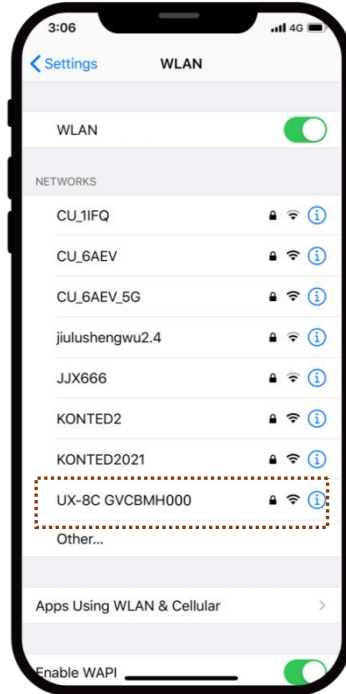 3:06 4G
Settings WLAN
WLAN
NETWORKS
CU_1IFQ
CU_6AEV
CU_6AEV_5G
jiulushengwu2.4
JJX666
KONTED2
KONTED2021
UX-8C GVCBMH000
Other...
Apps Using WLAN & Cellular
Enable WAPI